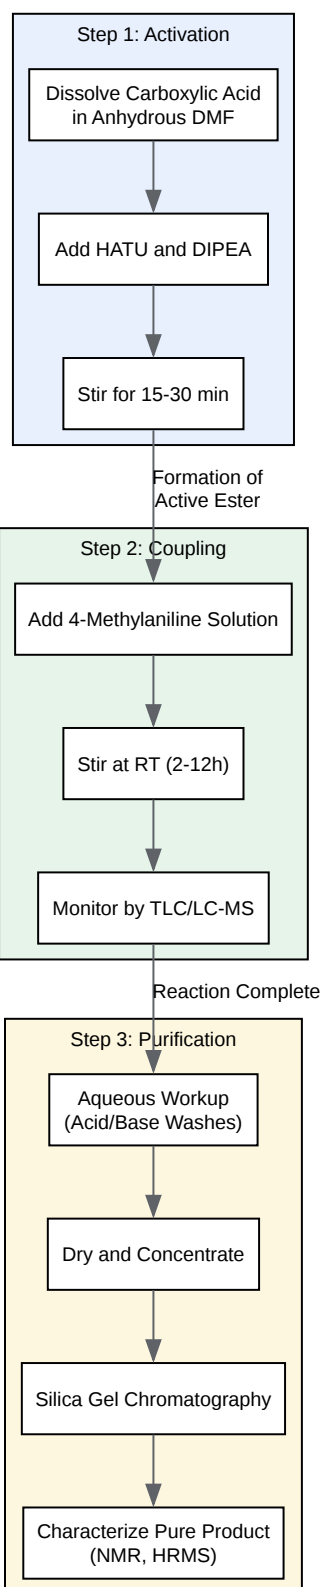 Step 1: Activation
Dissolve Carboxylic Acid
in Anhydrous DMF
Add HATU and DIPEA
Stir for 15-30 min
Formation of
Active Ester
Step 2: Coupling
Add 4-Methylaniline Solution
Stir at RT (2-12h)
Monitor by TLC/LC-MS
Reaction Complete
Step 3: Purification
Aqueous Workup
(Acid/Base Washes)
Dry and Concentrate
Silica Gel Chromatography
Characterize Pure Product
(NMR, HRMS)